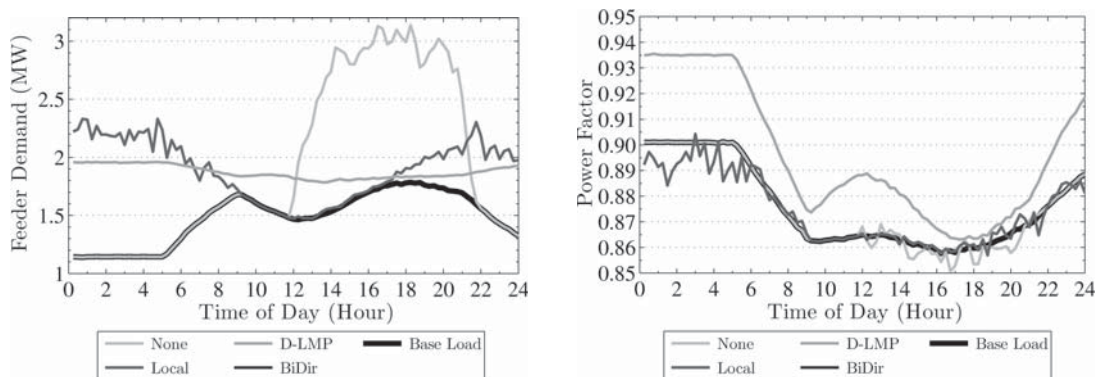 Feeder Demand (MW)
3
2.5
2
1.5
1
0 2 4 6 8 10 12 14 16 18 20 22 24
Time of Day (Hour)
None D-LMP Base Load
Local BiDir
Power Factor
0.95
0.94
0.93
0.92
0.91
0.90
0.89
0.88
0.87
0.86
0.85
0 2 4 6 8 10 12 14 16 18 20 21 24
Time of Day (Hour)
None D-LMP Base Load
Local BiDir